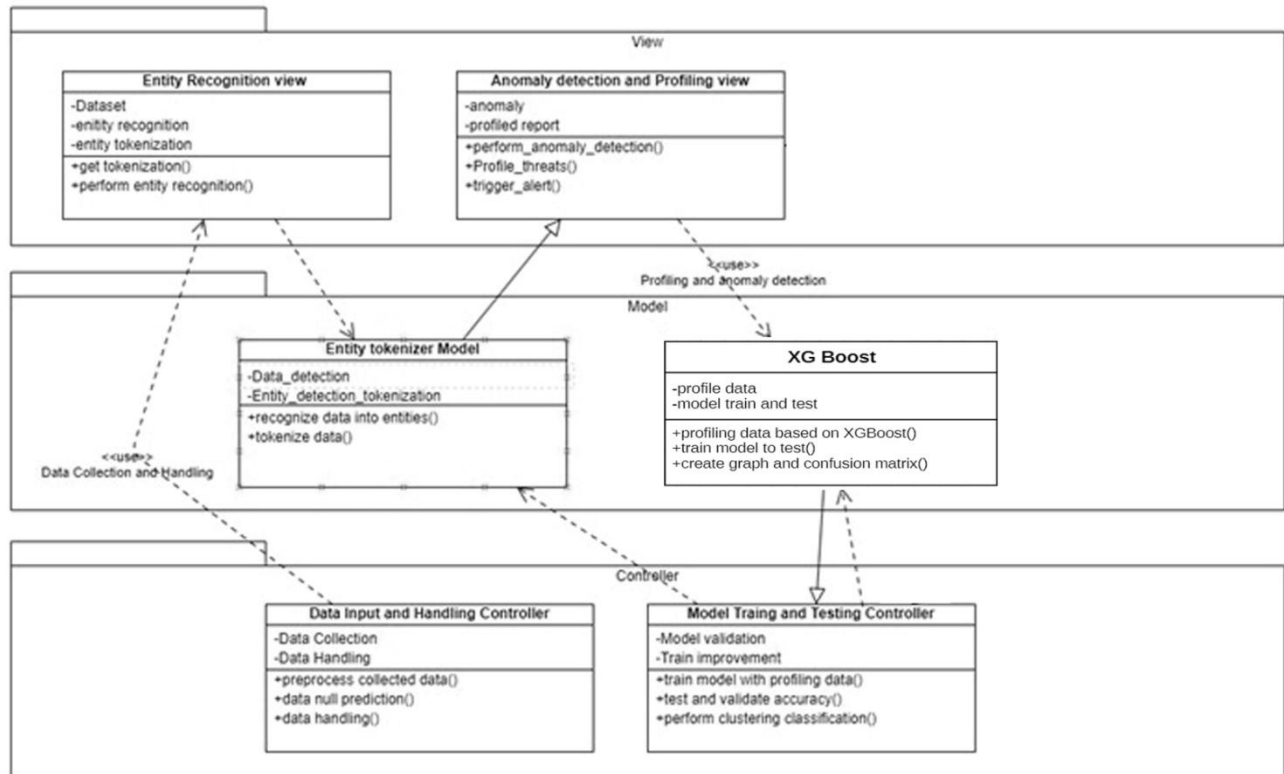 View
Entity Recognition view
-Dataset
-enitity recognition
-entity tokenization
+get tokenization()
+perform entity recognition()
Anomaly detection and Profiling view
-anomaly
-profiled report
+perform_anomaly_detection()
+Profile_threats()
+trigger_alert()
<<use>>
Profiling and anomaly detection
Model
Entity tokenizer Model
-Data_detection
-Entity_detection_tokenization
+recognize data into entities()
+tokenize data()
XG Boost
-profile data
-model train and test
+profiling data based on XGBoost()
+train model to test()
+create graph and confusion matrix()
<<use>>
Data Collection and Handling
Controller
Data Input and Handling Controller
-Data Collection
-Data Handling
+preprocess collected data()
+data null prediction()
+data handling()
Model Traing and Testing Controller
-Model validation
-Train improvement
+train model with profiling data()
+test and validate accuracy()
+perform clustering classification()